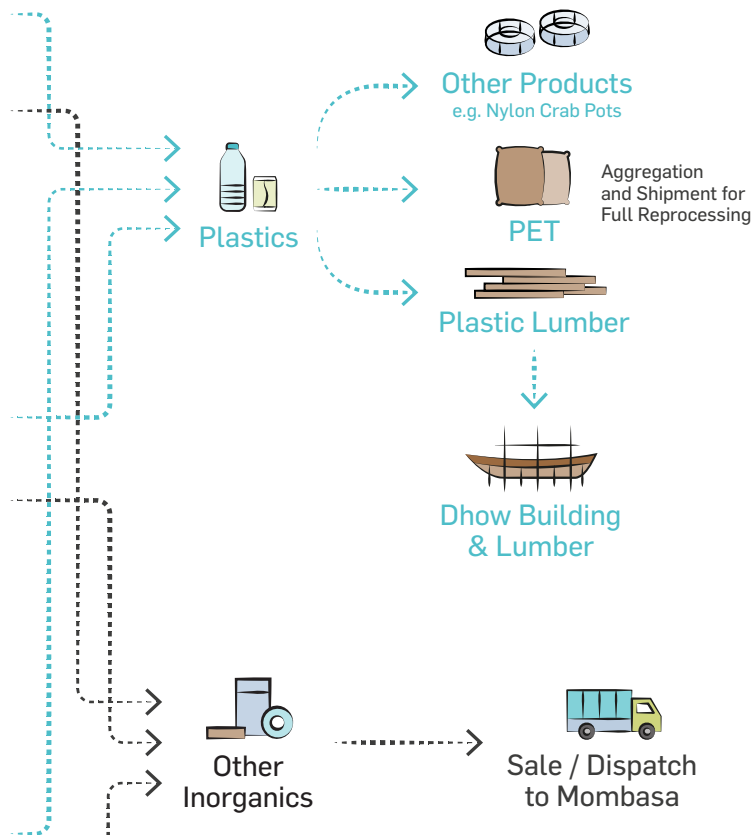 Other Products
e.g. Nylon Crab Pots
Aggregation
and Shipment for
Full Reprocessing
PET
Plastics
Plastic Lumber
Dhow Building
& Lumber
Other
Inorganics
Sale / Dispatch
to Mombasa